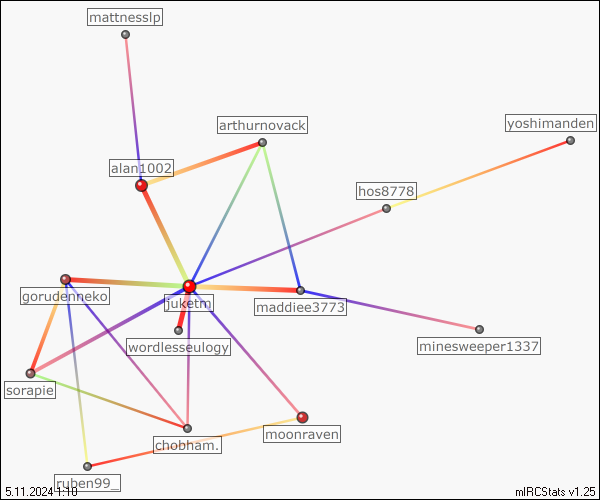 mattnesslp
arthurnovack
yoshimanden
alan1002
hos8778
gorudenneko
juketm
maddiee3773
wordlesseulogy
minesweeper1337
sorapie
chobham.
moonraven
ruben99_
5.11.2024 1:10
mIRCStats v1.25